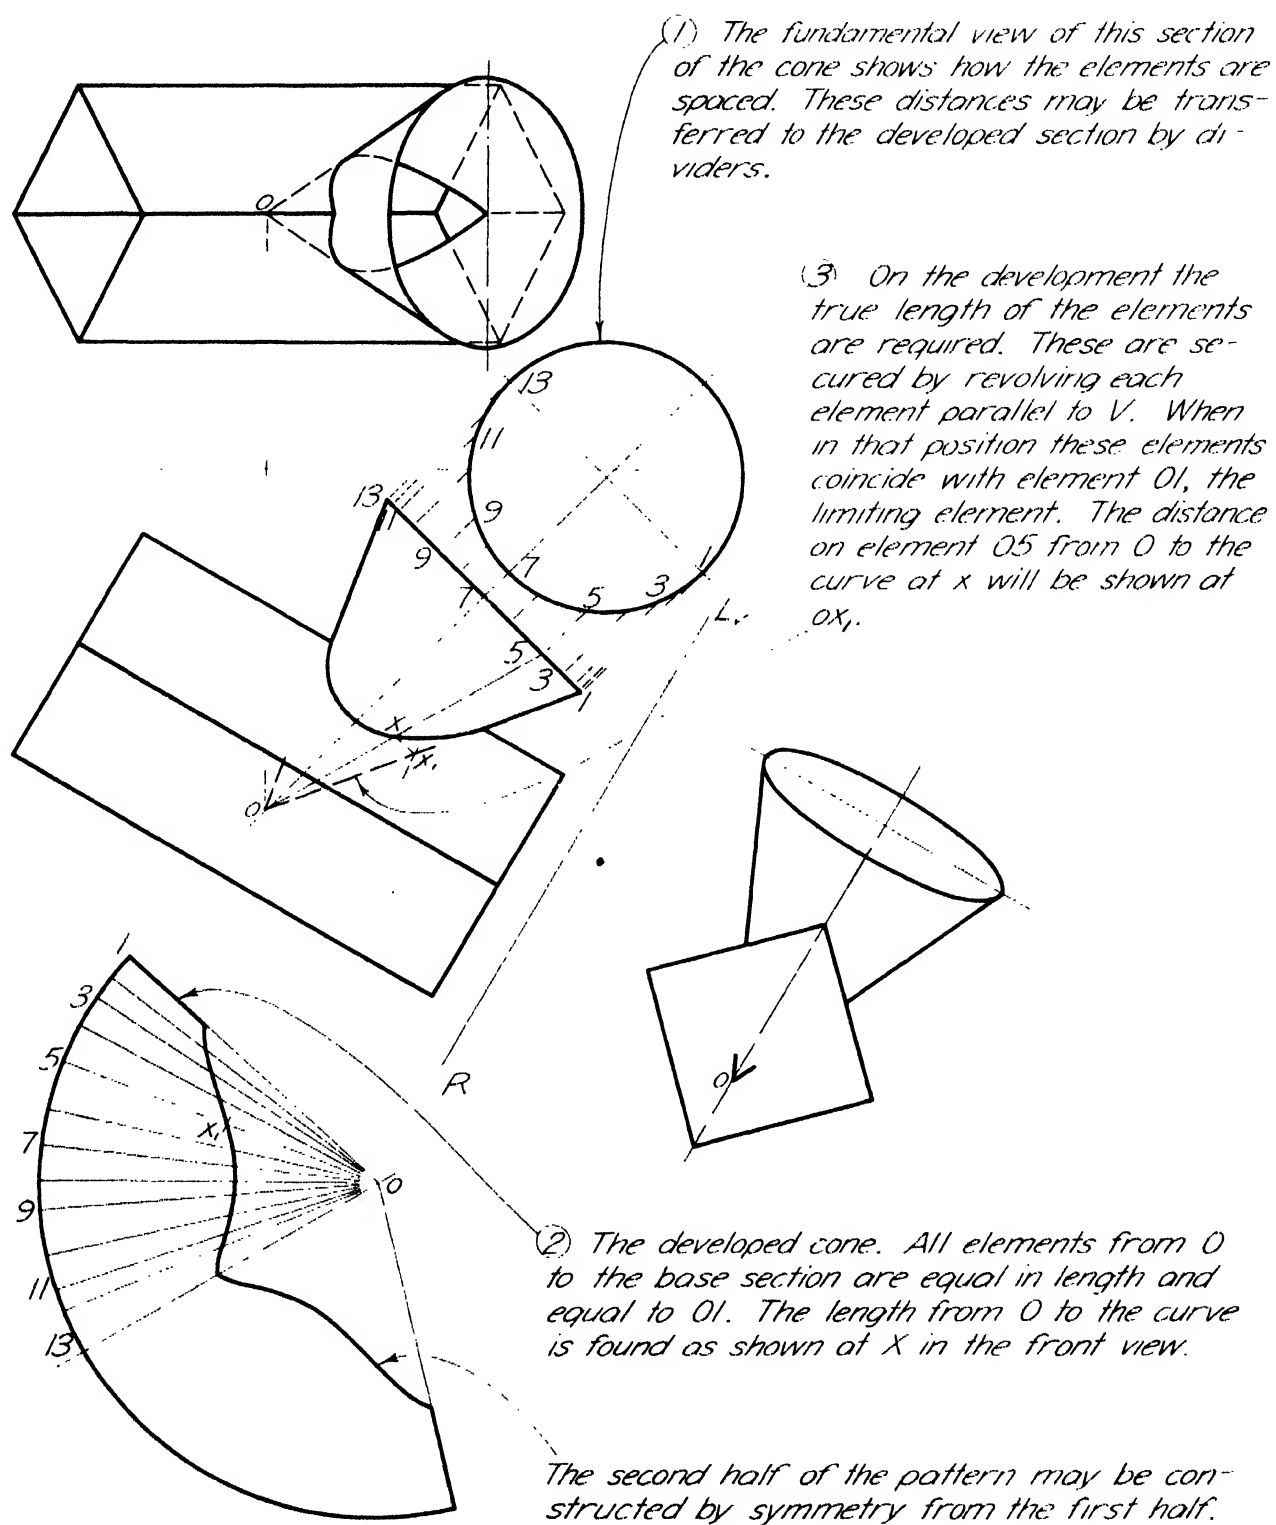 ① The fundamental view of this section
of the cone shows how the elements are
spaced. These distances may be trans-
ferred to the developed section by di-
viders.
③ On the development the
true length of the elements
are required. These are se-
cured by revolving each
element parallel to V. When
in that position these elements
coincide with element 01, the
limiting element. The distance
on element 05 from 0 to the
curve at x will be shown at
ox₁.
O
13
11
9
7
5
3
1
13
11
9
7
5
3
1
X
X₁
O
L
R
O
1
3
5
7
9
11
13
X₁
O
② The developed cone. All elements from O
to the base section are equal in length and
equal to 01. The length from O to the curve
is found as shown at X in the front view.
The second half of the pattern may be con-
structed by symmetry from the first half.